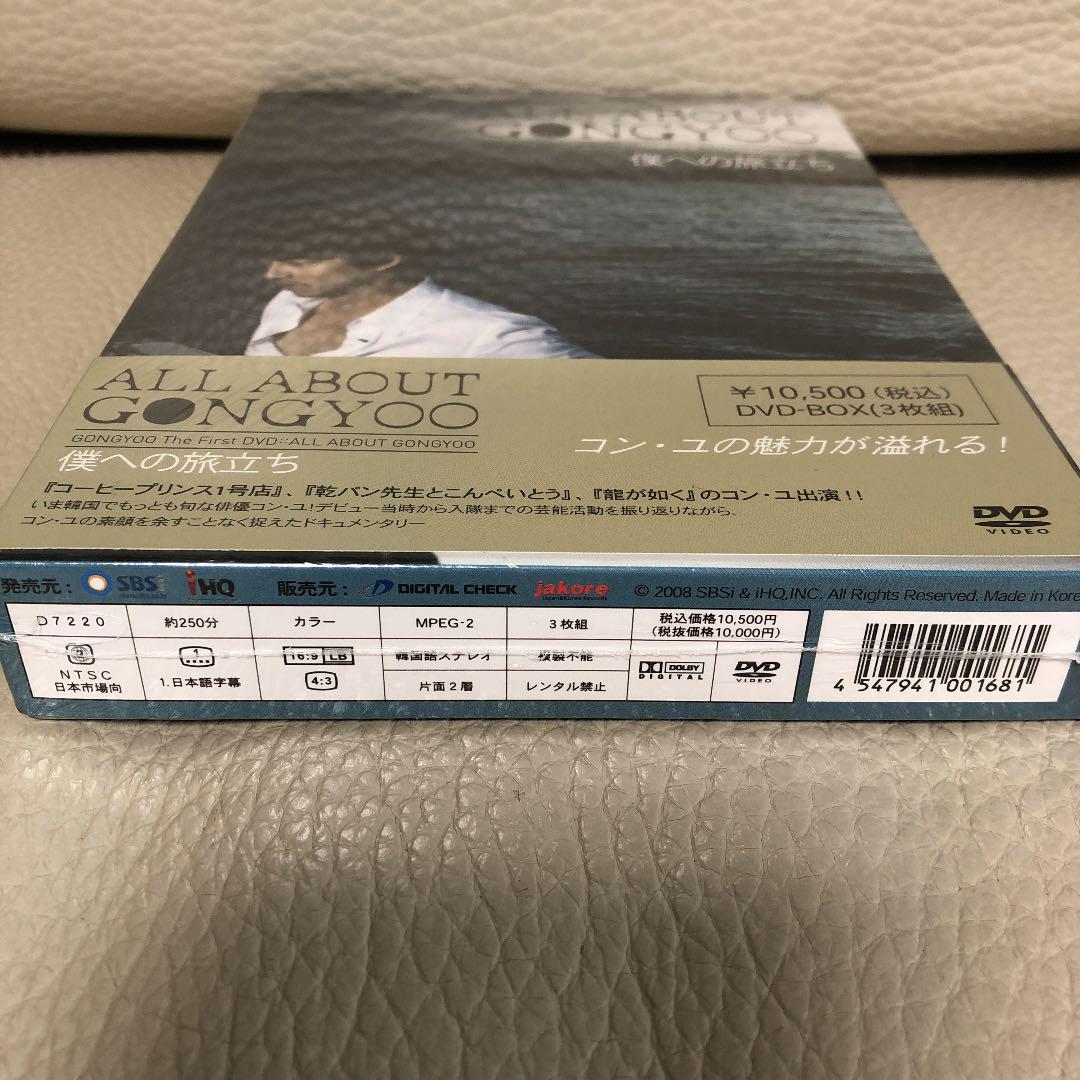 ALL ABOUT
GONGYOO
僕への旅立ち
ALL ABOUT
GONGYOO
GONGYOO The First DVD::ALL ABOUT GONGYOO
僕への旅立ち
¥10,500(税込)
DVD-BOX(3枚組)
コン・ユの魅力が溢れる!
『コーヒープリンス1号店』、『乾パン先生とこんぺいとう』、『龍が如く』のコン・ユ出演!!
いま韓国でもっとも旬な俳優コン・ユ!デビュー当時から入隊までの芸能活動を振り返りながら、
コン・ユの素顔を余すことなく捉えたドキュメンタリー
DVD
VIDEO
発売元: SBSi iHQ 販売元: DIGITAL CHECK jakore
Japan&Korea Records
© 2008 SBSi & iHQ,INC. All Rights Reserved. Made in Kore
D7220 約250分 カラー MPEG-2 3枚組 税込価格10,500円
(税抜価格10,000円)
2 1 16:9 LB 韓国語ステレオ 複製不能 DOLBY DVD
NTSC 4:3 DIGITAL VIDEO
日本市場向 1.日本語字幕 片面2層 レンタル禁止
4 547941 001681